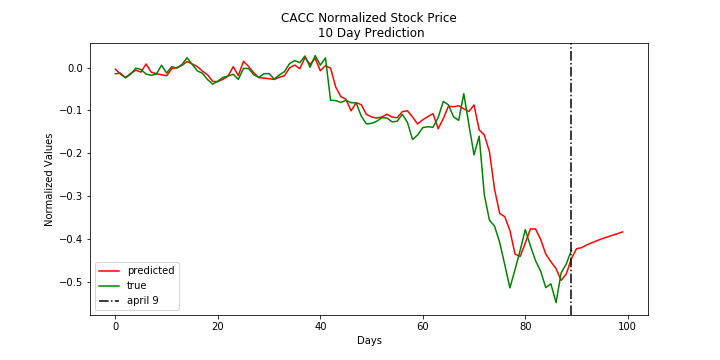 CACC Normalized Stock Price
10 Day Prediction
Normalized Values
0.0
−0.1
−0.2
−0.3
−0.4
−0.5
predicted
true
april 9
0
20
40
60
80
100
Days